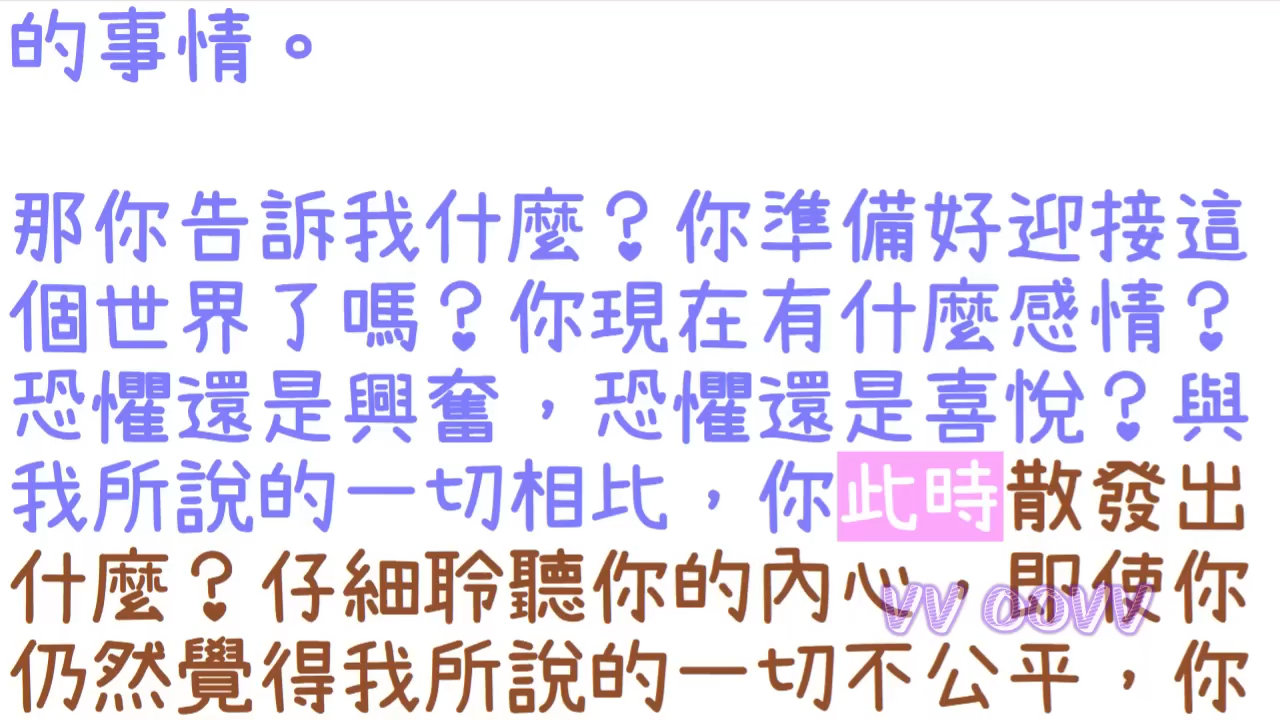 的事情。
那你告訴我什麼？你準備好迎接這
個世界了嗎？你現在有什麼感情？
恐懼還是興奮，恐懼還是喜悅？與
我所說的一切相比，你此時散發出
什麼？仔細聆聽你的內心，即使你
仍然覺得我所說的一切不公平，你
vv oovv